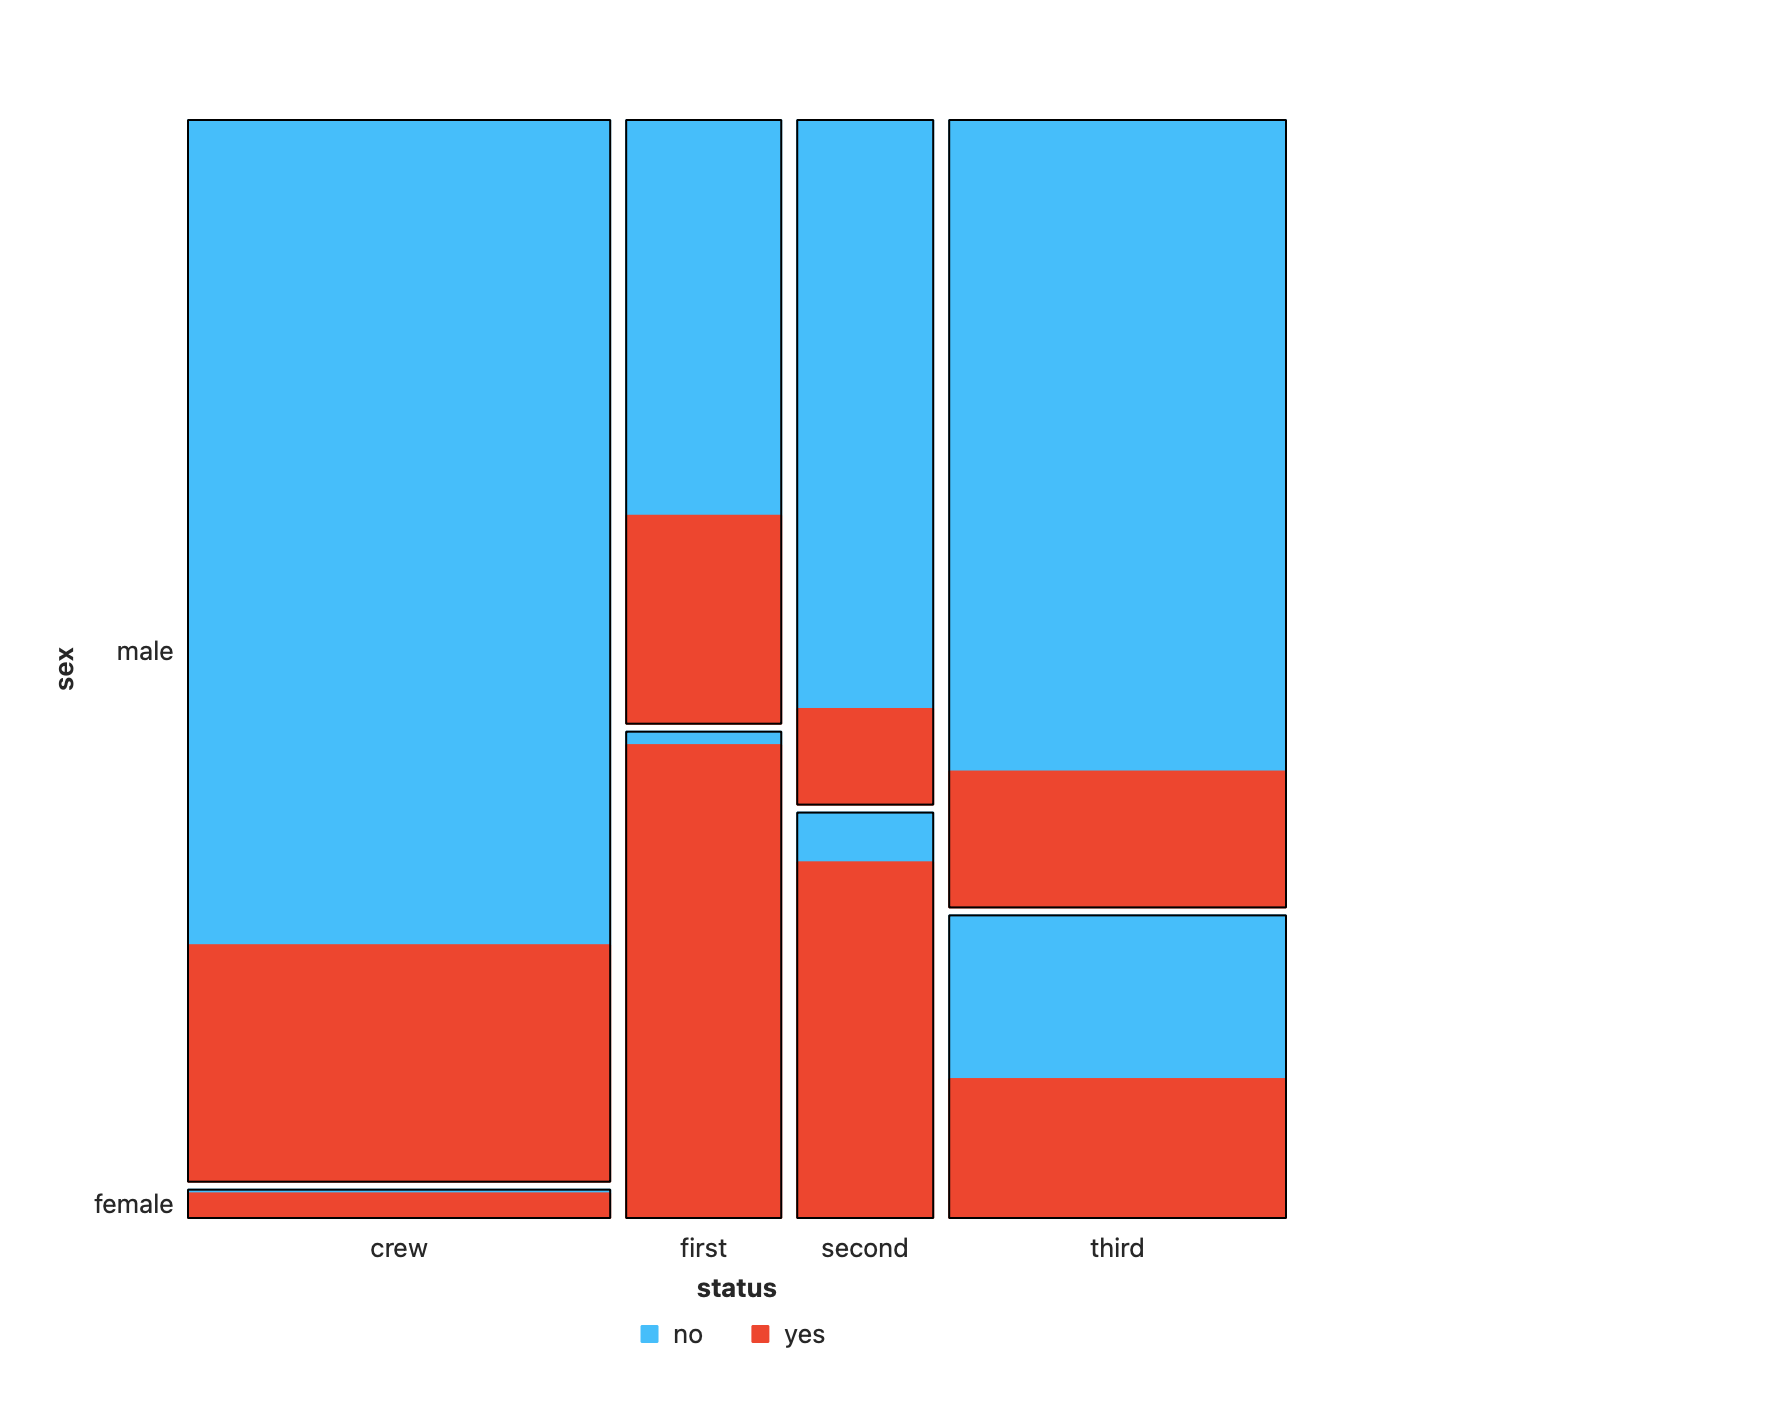 sex
male
female
crew first second third
status
no yes